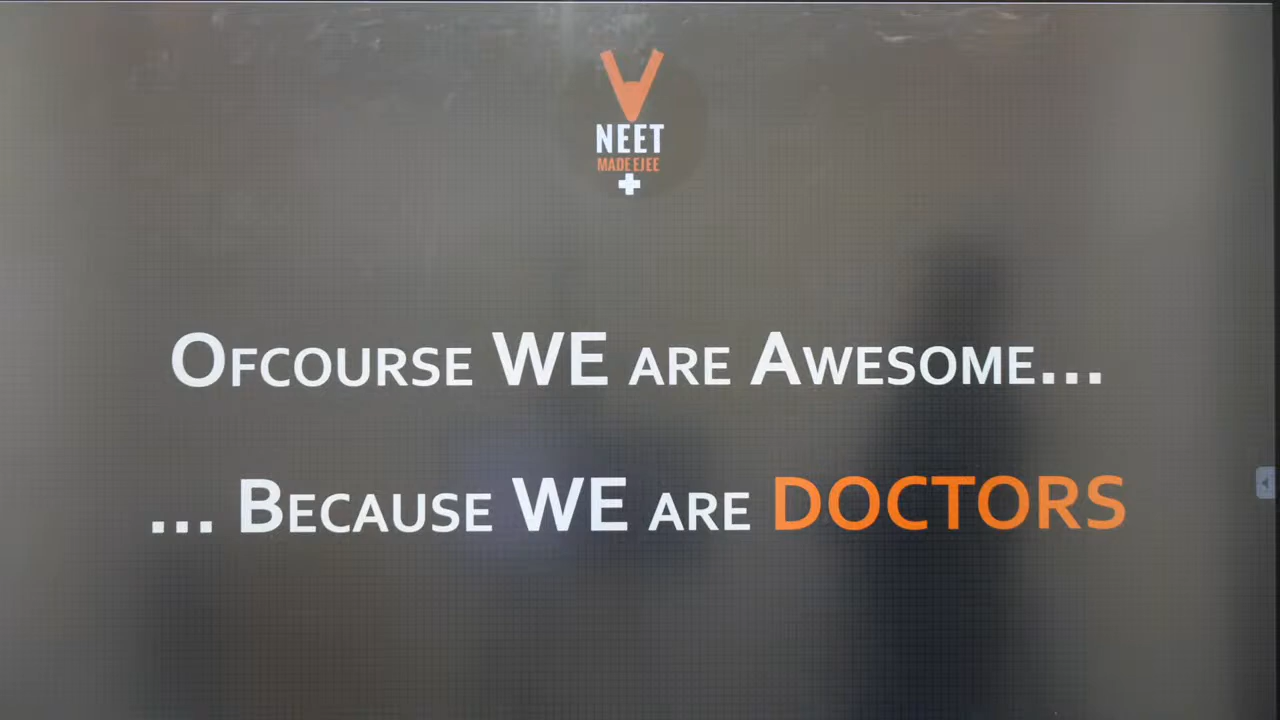 NEET
MADE EJEE
OFCOURSE WE ARE AWESOME...
... BECAUSE WE ARE DOCTORS